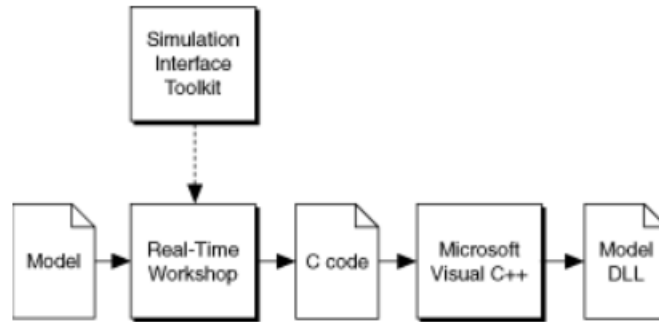 Simulation
Interface
Toolkit
Model
Real-Time
Workshop
C code
Microsoft
Visual C++
Model
DLL